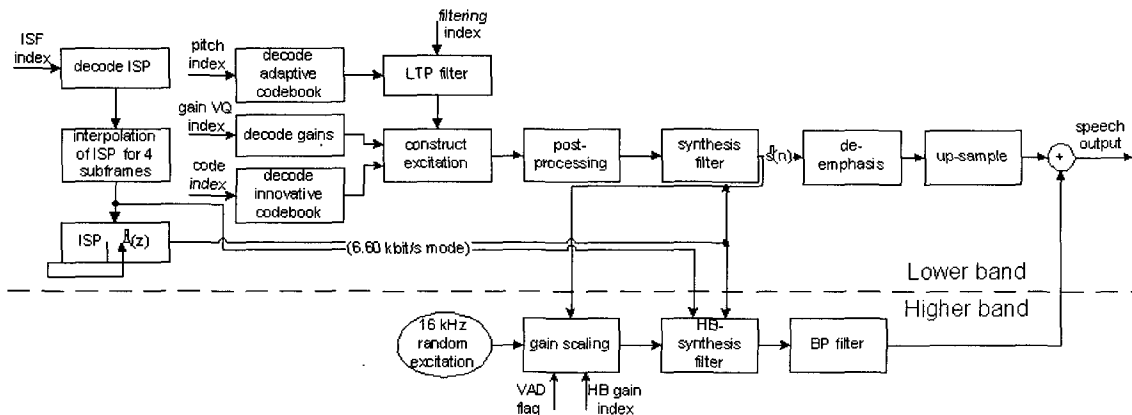 filtering
index
ISF
index
decode ISP
pitch
index
decode
adaptive
codebook
LTP filter
interpolation
of ISP for 4
subframes
gain VQ
index
decode gains
construct
excitation
post-
processing
synthesis
filter
ŝ(n)
de-
emphasis
up-sample
+
speech
output
code
index
decode
innovative
codebook
ISP
Â(z)
(6.60 kbit/s mode)
Lower band
Higher band
16 kHz
random
excitation
gain scaling
HB-
synthesis
filter
BP filter
VAD
flag
HB gain
index